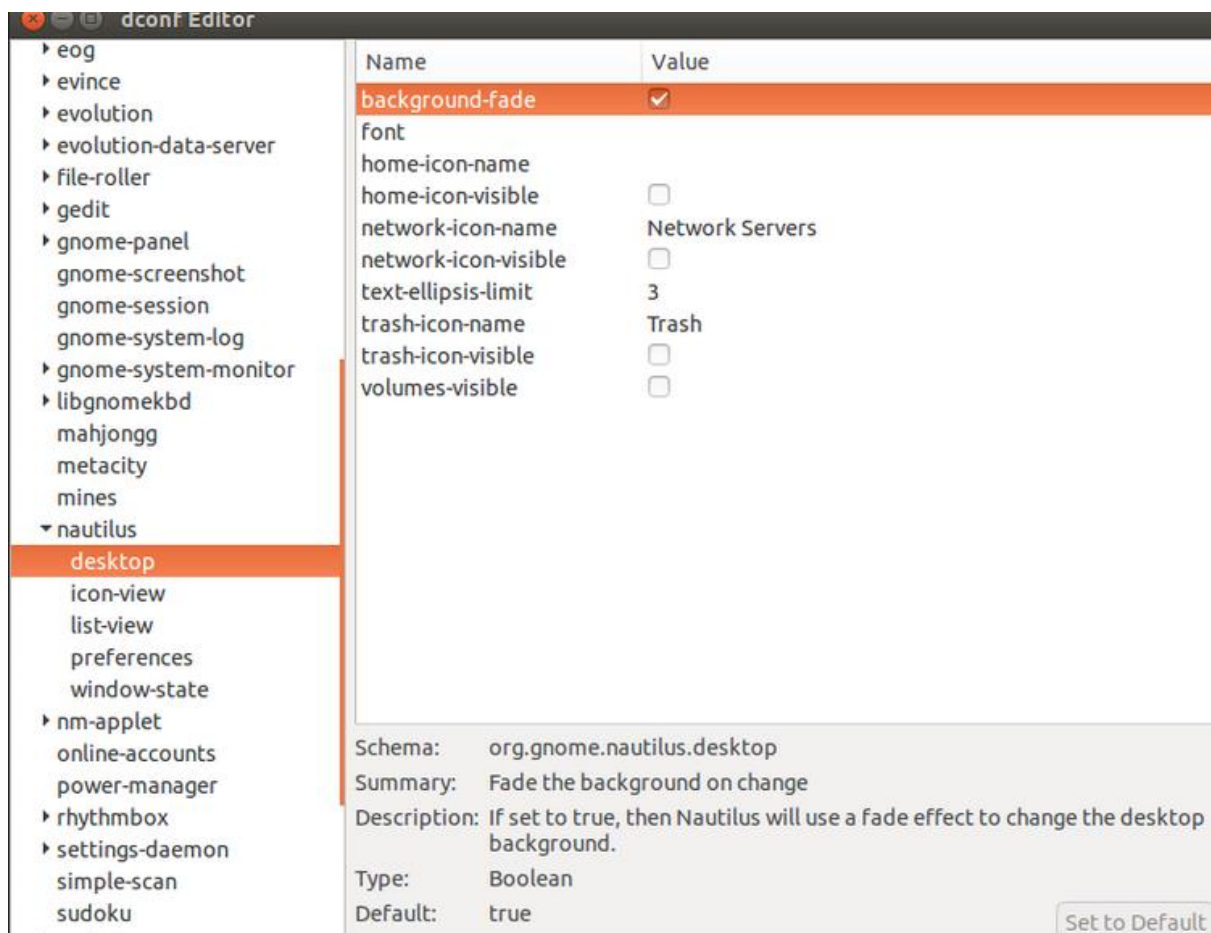 dconf Editor
eog
evince
evolution
evolution-data-server
file-roller
gedit
gnome-panel
gnome-screenshot
gnome-session
gnome-system-log
gnome-system-monitor
libgnomekbd
mahjongg
metacity
mines
nautilus
desktop
icon-view
list-view
preferences
window-state
nm-applet
online-accounts
power-manager
rhythmbox
settings-daemon
simple-scan
sudoku
Name Value
background-fade
font
home-icon-name
home-icon-visible
network-icon-name Network Servers
network-icon-visible
text-ellipsis-limit 3
trash-icon-name Trash
trash-icon-visible
volumes-visible
Schema: org.gnome.nautilus.desktop
Summary: Fade the background on change
Description: If set to true, then Nautilus will use a fade effect to change the desktop
background.
Type: Boolean
Default: true
Set to Default